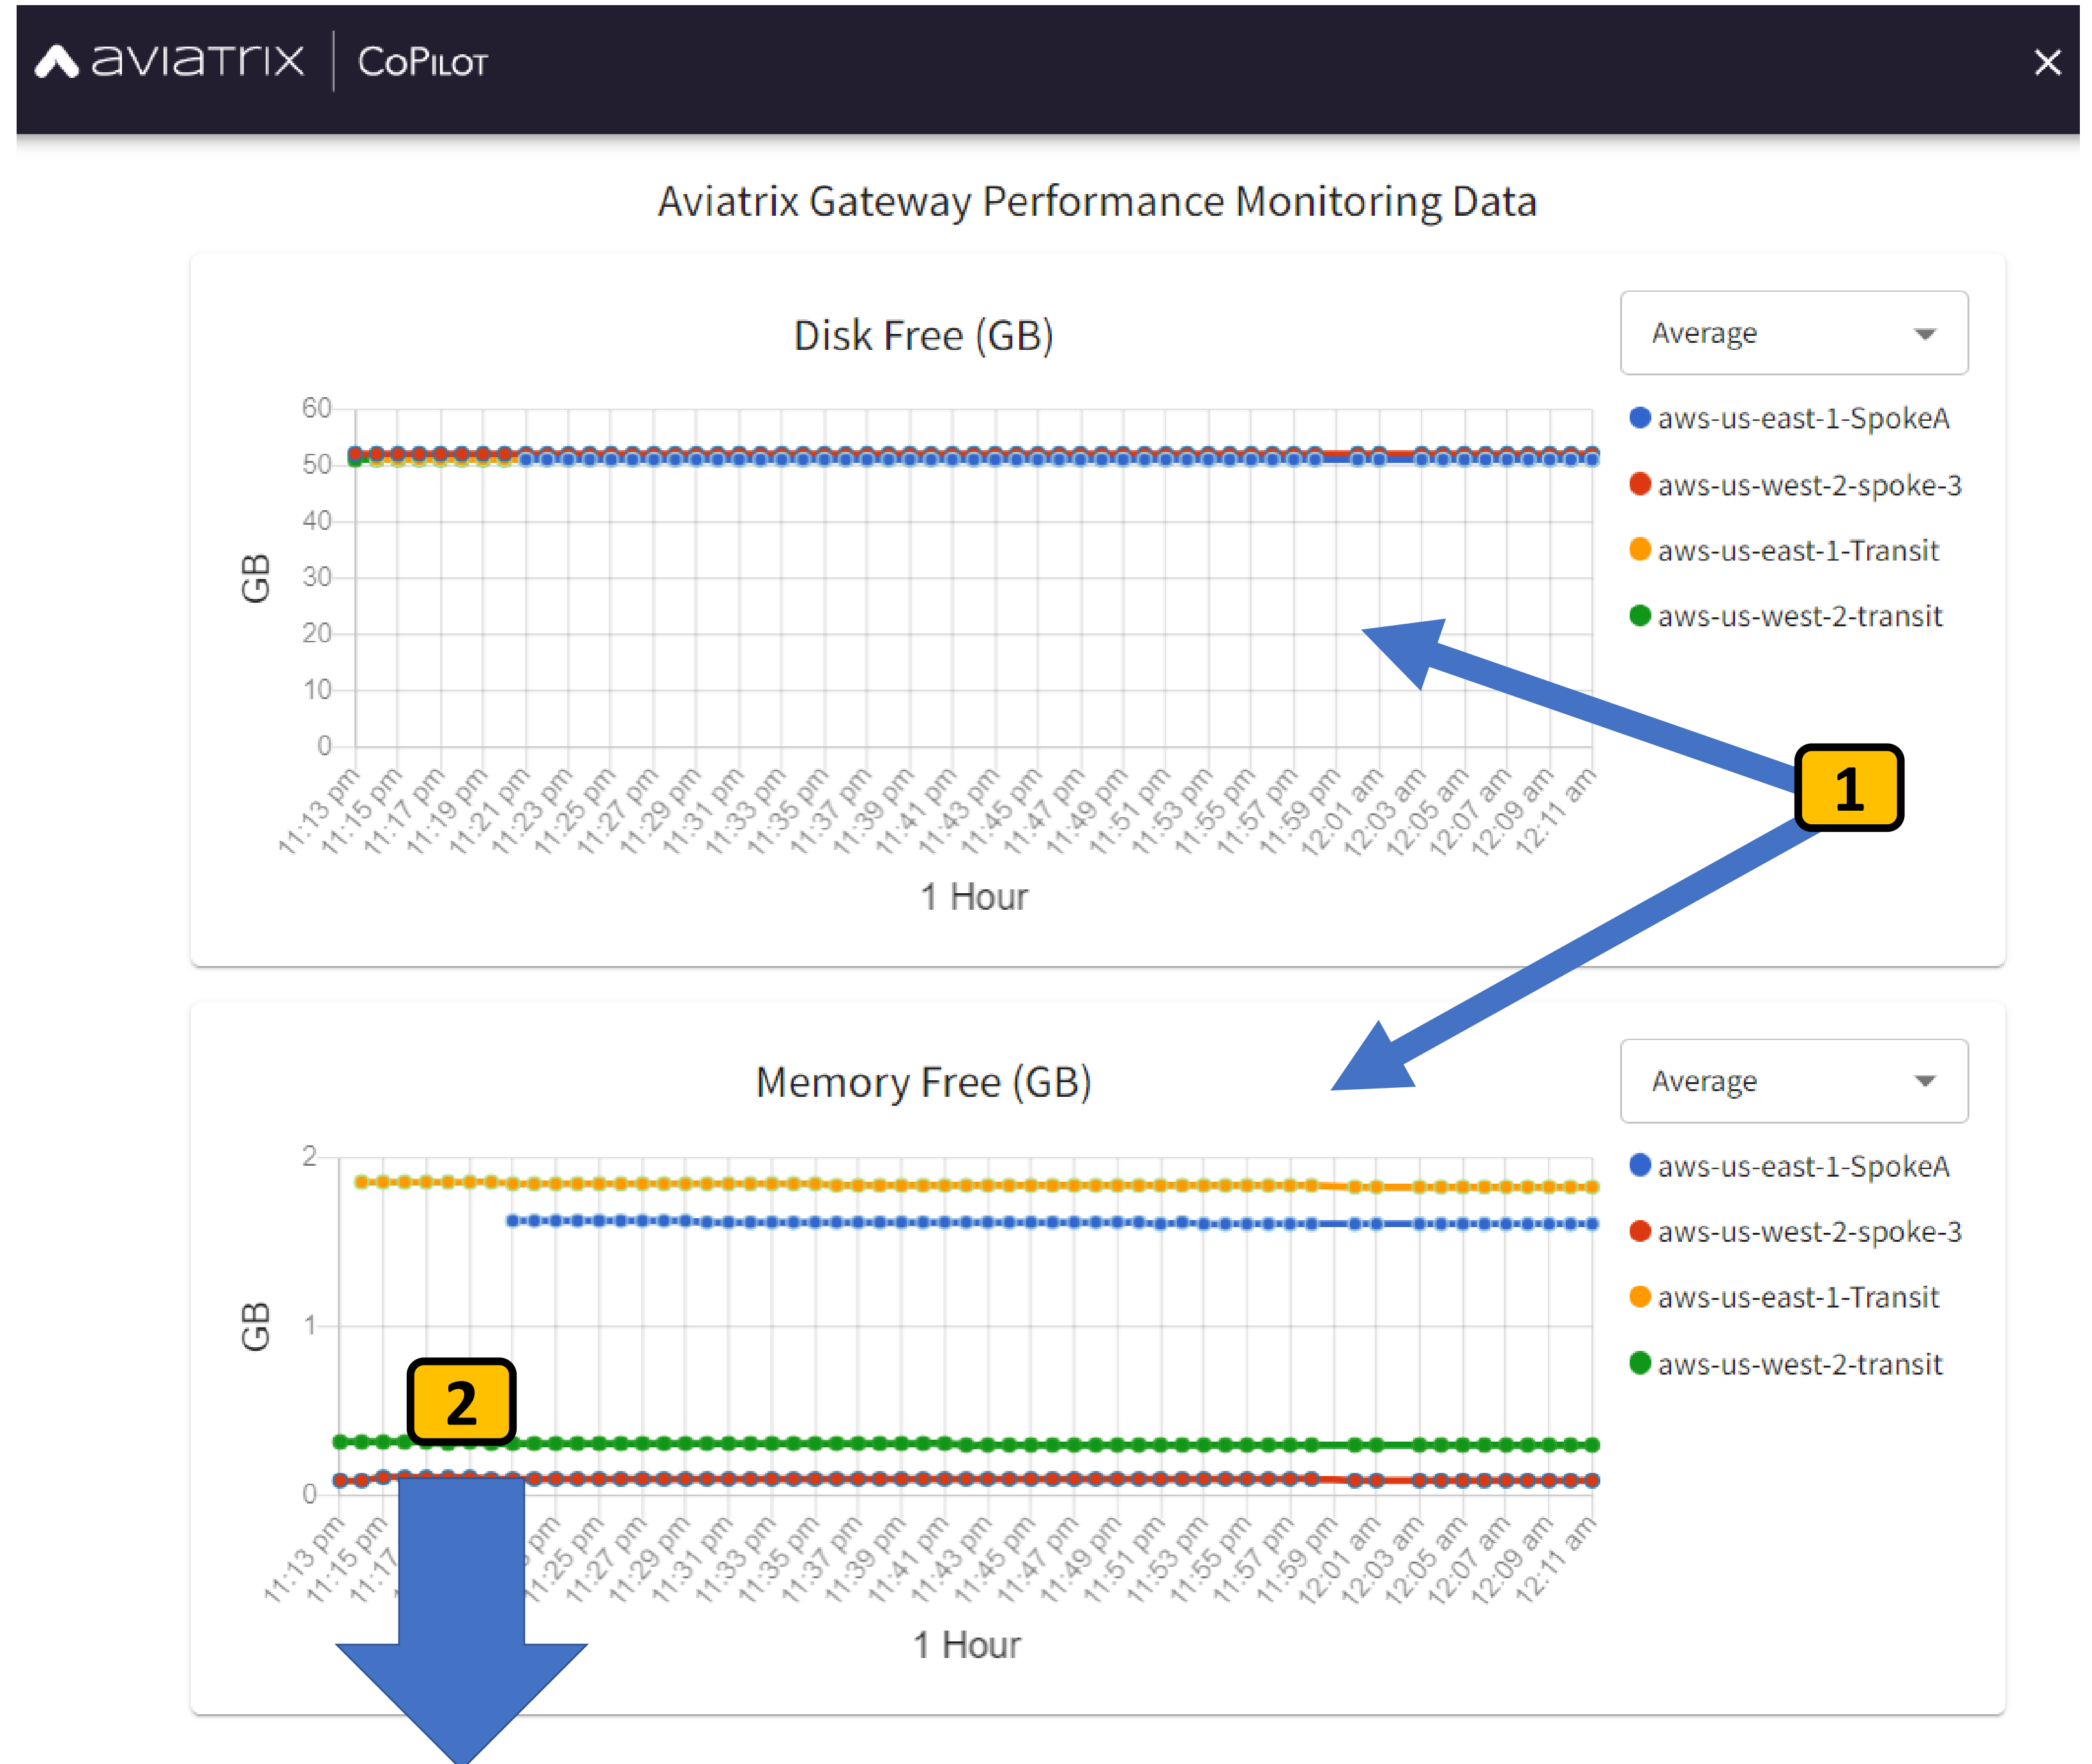 aviatrix CoPilot
Aviatrix Gateway Performance Monitoring Data
Disk Free (GB)
Average
aws-us-east-1-SpokeA
aws-us-west-2-spoke-3
aws-us-east-1-Transit
aws-us-west-2-transit
60
50
40
30
20
10
0
GB
11:13 pm
11:15 pm
11:17 pm
11:19 pm
11:21 pm
11:23 pm
11:25 pm
11:27 pm
11:29 pm
11:31 pm
11:33 pm
11:35 pm
11:37 pm
11:39 pm
11:41 pm
11:43 pm
11:45 pm
11:47 pm
11:49 pm
11:51 pm
11:53 pm
11:55 pm
11:57 pm
11:59 pm
12:01 am
12:03 am
12:05 am
12:07 am
12:09 am
12:11 am
1 Hour
1
Memory Free (GB)
Average
aws-us-east-1-SpokeA
aws-us-west-2-spoke-3
aws-us-east-1-Transit
aws-us-west-2-transit
2
1
0
GB
2
11:13 pm
11:15 pm
11:17
pm
11:25 pm
11:27 pm
11:29 pm
11:31 pm
11:33 pm
11:35 pm
11:37 pm
11:39 pm
11:41 pm
11:43 pm
11:45 pm
11:47 pm
11:49 pm
11:51 pm
11:53 pm
11:55 pm
11:57 pm
11:59 pm
12:01 am
12:03 am
12:05 am
12:07 am
12:09 am
12:11 am
1 Hour